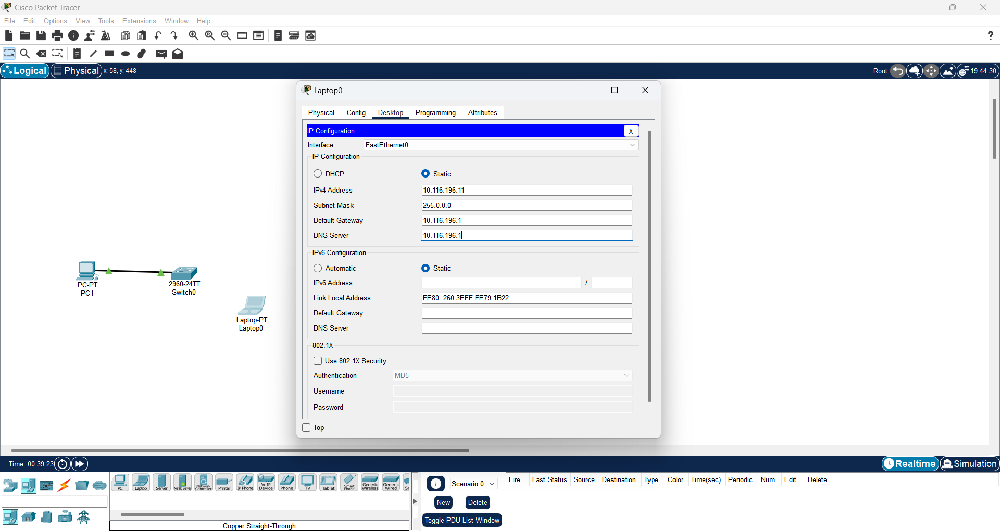 Cisco Packet Tracer
File Edit Options View Tools Extensions Window Help
Logical Physical x: 58, y: 448 Root 19:44:30
Laptop0
Physical Config Desktop Programming Attributes
IP Configuration X
Interface FastEthernet0
IP Configuration
DHCP Static
IPv4 Address 10.116.196.11
Subnet Mask 255.0.0.0
Default Gateway 10.116.196.1
DNS Server 10.116.196.1
IPv6 Configuration
Automatic Static
IPv6 Address /
Link Local Address FE80::260:3EFF:FE79:1B22
Default Gateway
DNS Server
802.1X
Use 802.1X Security
Authentication MD5
Username
Password
Top
PC-PT
PC1
2960-24TT
Switch0
Laptop-PT
Laptop0
Time: 00:39:23 Realtime Simulation
PC Laptop Server Meraki Server Network Controller Printer IP Phone VoIP Device Phone TV Tablet Smart Phone Generic Wireless Generic Wired
Copper Straight-Through
Scenario 0
New Delete
Toggle PDU List Window
Fire Last Status Source Destination Type Color Time(sec) Periodic Num Edit Delete